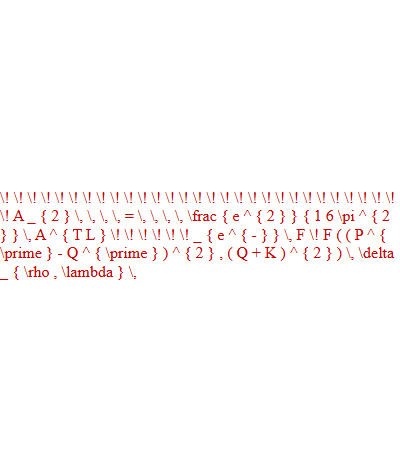 \! \! \! \! \! \! \! \! \! \! \! \! \! \! \! \! \! \! \! \! \! \! \! \! \! \! \! \! \!
\! A _ { 2 } \, \, \, \, = \, \, \, \, \frac { e ^ { 2 } } { 1 6 \pi ^ { 2
} } \, A ^ { T L } \! \! \! \! \! \! _ { e ^ { - } } \, F \! F ( ( P ^ {
\prime } - Q ^ { \prime } ) ^ { 2 } , ( Q + K ) ^ { 2 } ) \, \delta
_ { \rho , \lambda } \,